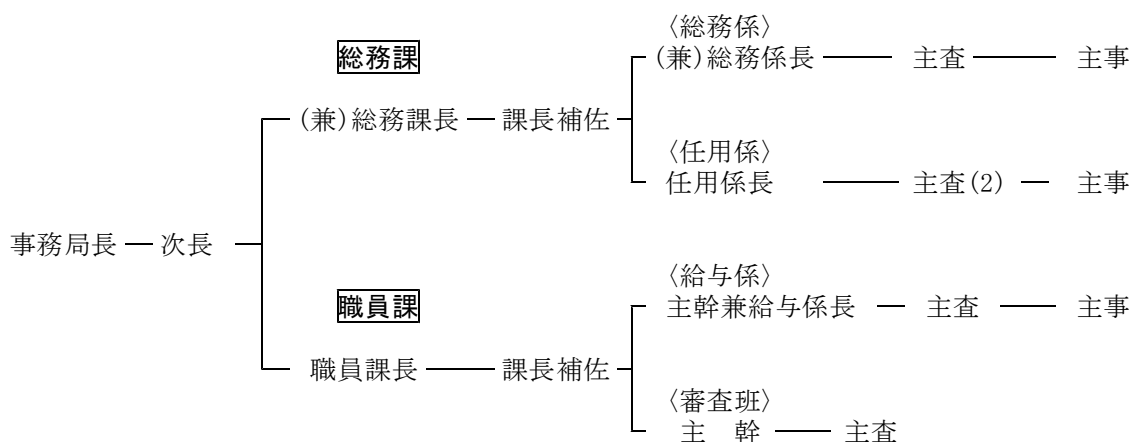 〈総務係〉
総務課
(兼)総務係長 主査 主事
(兼)総務課長 課長補佐
〈任用係〉
任用係長 主査(2) 主事
事務局長 次長
〈給与係〉
職員課
主幹兼給与係長 主査 主事
職員課長 課長補佐
〈審査班〉
主　幹 主査